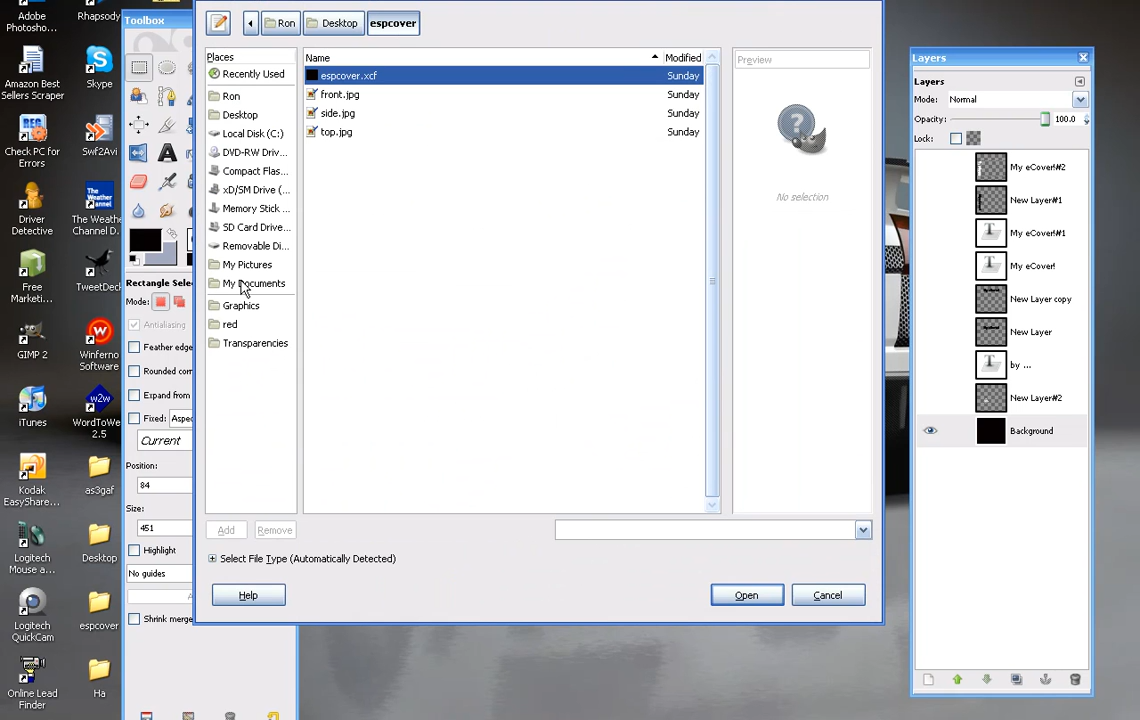 Adobe
Photosho...
Rhapsody
Amazon Best
Sellers Scraper
Skype
Check PC for
Errors
Swf2Avi
Driver
Detective
The Weather
Channel D...
Free
Marketi...
TweetDeck
GIMP 2
Winferno
Software
iTunes
WordToWe
2.5
Kodak
EasyShare...
as3gaf
Logitech
Mouse a...
Desktop
Logitech
QuickCam
espcover
Online Lead
Finder
Ha
Toolbox
Rectangle Selec
Mode:
Antialiasing
Feather edge
Rounded corn
Expand from
Fixed: Aspec
Current
Position:
84
Size:
451
Highlight
No guides
A
Shrink merge
Ron
Desktop
espcover
Places
Recently Used
Ron
Desktop
Local Disk (C:)
DVD-RW Driv...
Compact Flas...
xD/SM Drive (...
Memory Stick ...
SD Card Drive...
Removable Di...
My Pictures
My Documents
Graphics
red
Transparencies
Name
Modified
espcover.xcf
Sunday
front.jpg
Sunday
side.jpg
Sunday
top.jpg
Sunday
Preview
No selection
Add
Remove
Select File Type (Automatically Detected)
Help
Open
Cancel
Layers
Layers
Mode: Normal
Opacity: 100.0
Lock:
My eCover!#2
New Layer#1
My eCover!#1
My eCover!
New Layer copy
New Layer
by ...
New Layer#2
Background